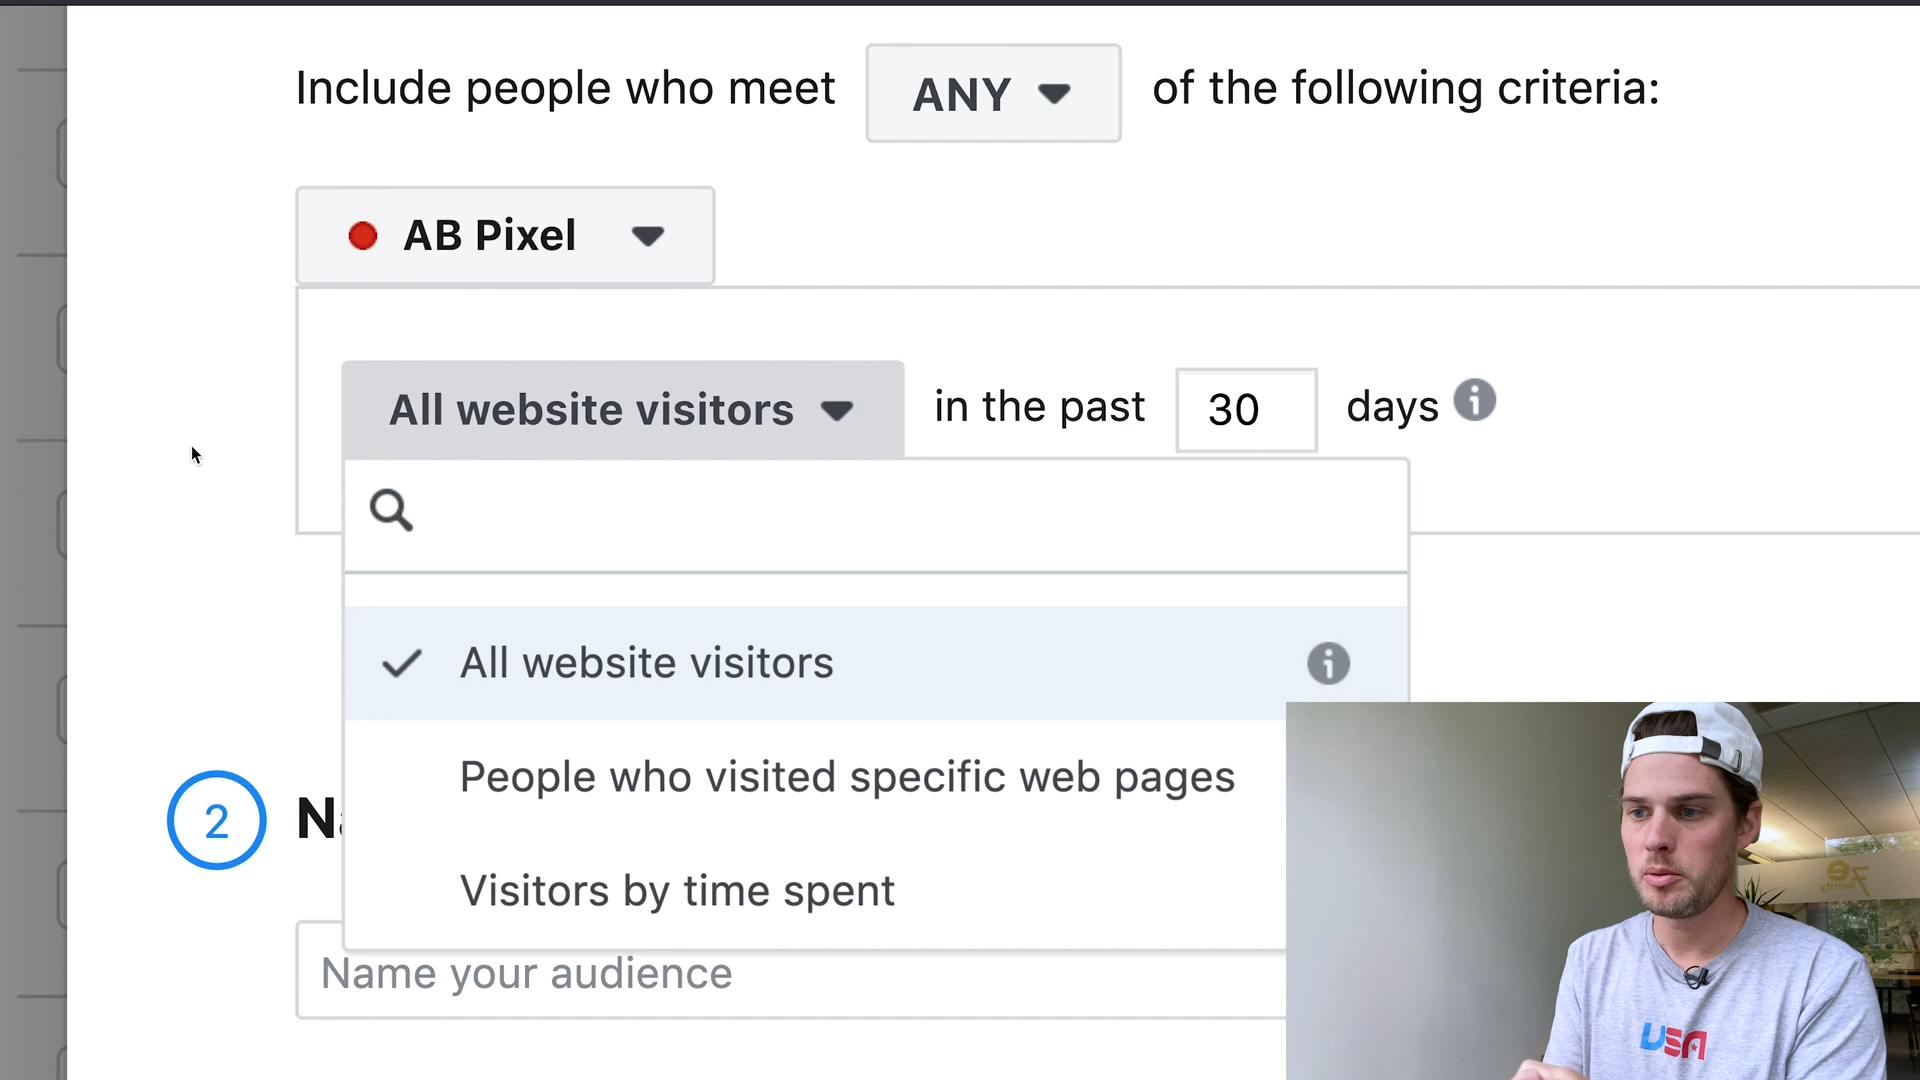 Include people who meet ANY of the following criteria:
AB Pixel
All website visitors in the past 30 days
All website visitors
People who visited specific web pages
Visitors by time spent
2
Name your audience
USA